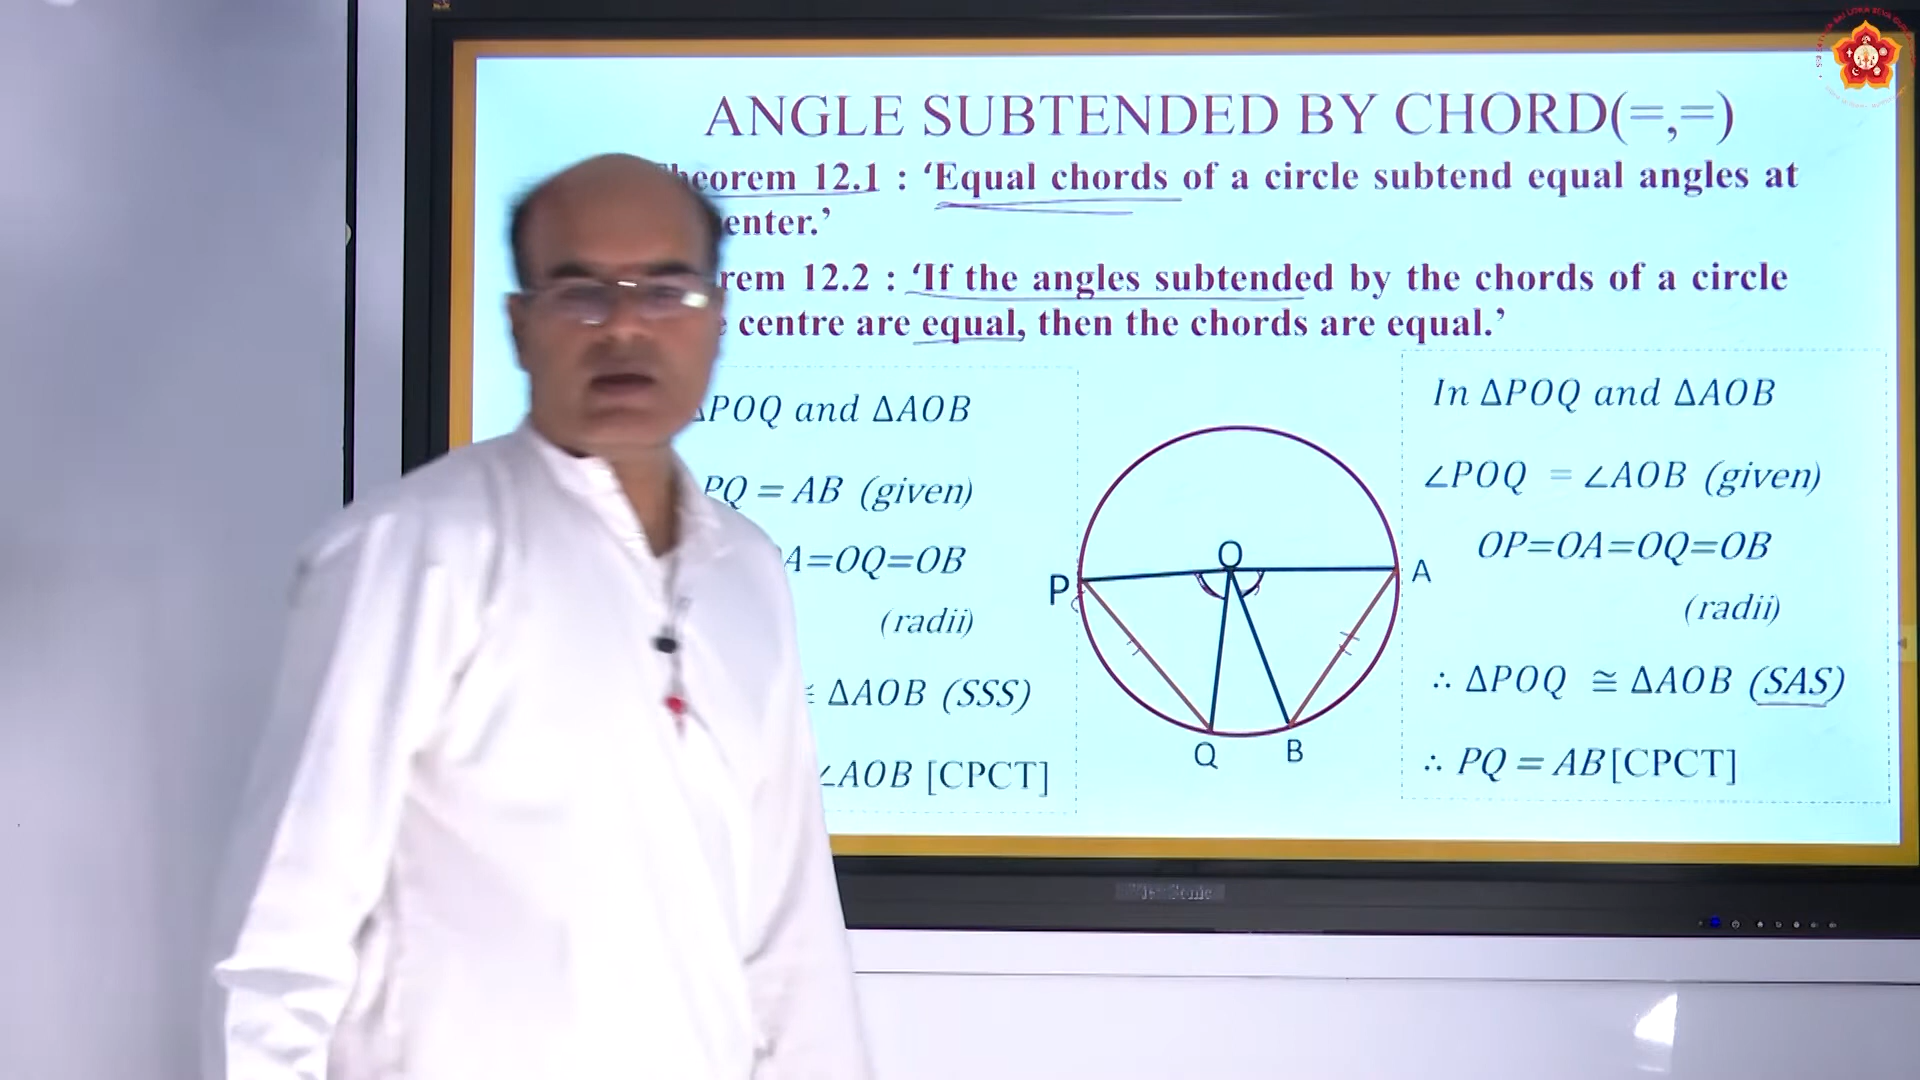 ANGLE SUBTENDED BY CHORD(=,=)
Theorem 12.1 : ‘Equal chords of a circle subtend equal angles at
enter.’
rem 12.2 : ‘If the angles subtended by the chords of a circle
centre are equal, then the chords are equal.’
ΔPOQ and ΔAOB
PQ = AB (given)
A=OQ=OB
(radii)
≅ ΔAOB (SSS)
∠AOB [CPCT]
O
P
A
Q
B
In ΔPOQ and ΔAOB
∠POQ = ∠AOB (given)
OP=OA=OQ=OB
(radii)
∴ ΔPOQ ≅ ΔAOB (SAS)
∴ PQ = AB[CPCT]
ViewSonic